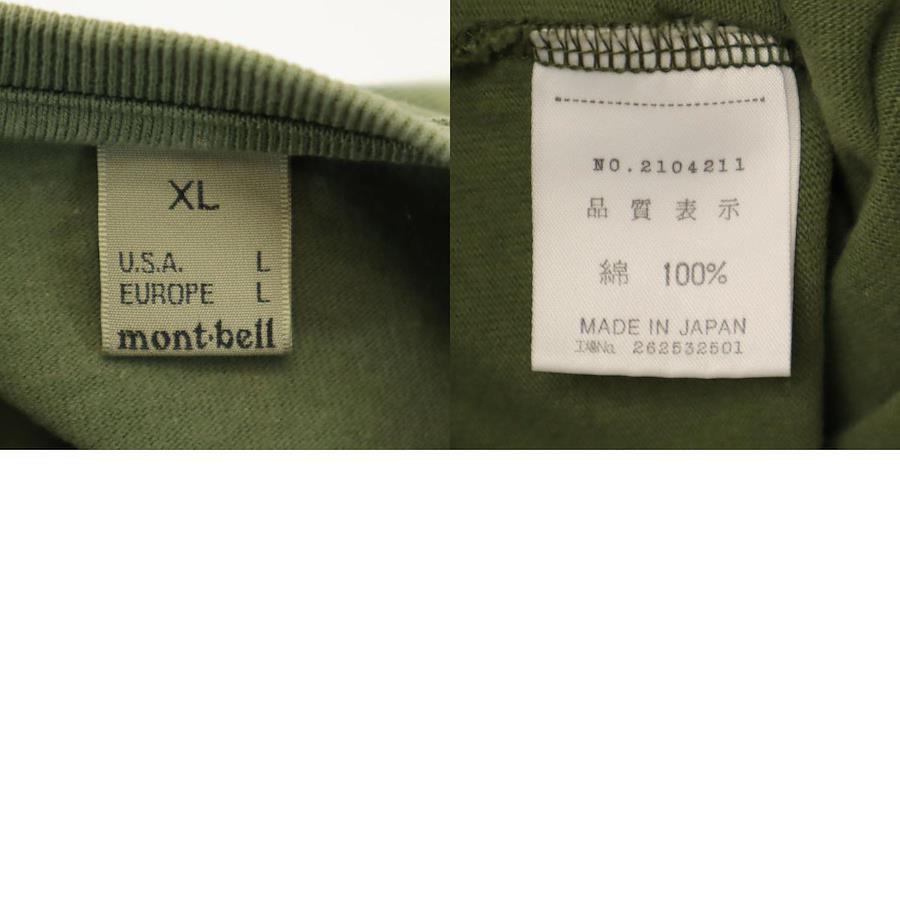 XL
U.S.A. L
EUROPE L
mont·bell
NO.2104211
品質表示
綿 100%
MADE IN JAPAN
工場No. 262532501